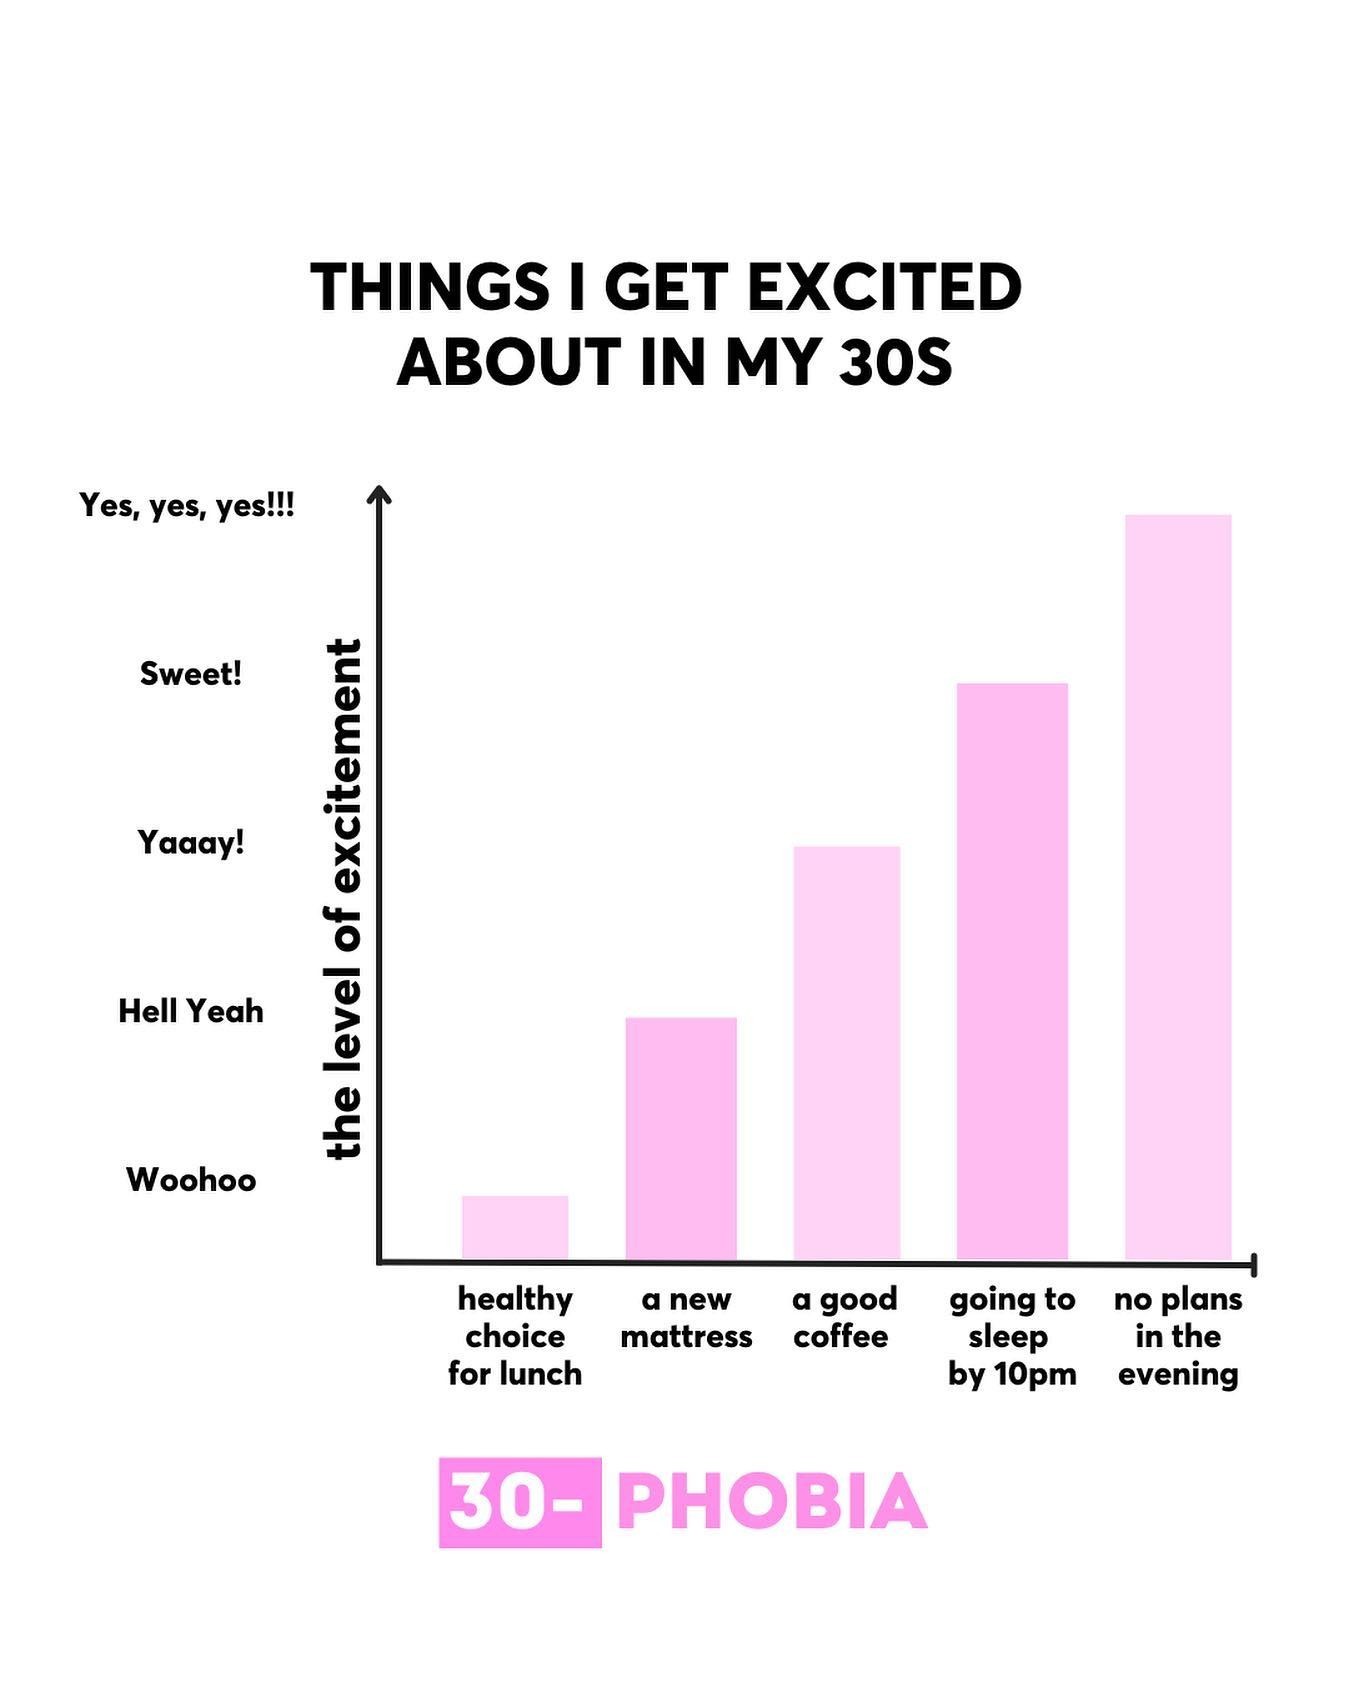 THINGS I GET EXCITED
ABOUT IN MY 30S
Yes, yes, yes!!!
Sweet!
Yaaay!
Hell Yeah
Woohoo
the level of excitement
healthy
choice
for lunch
a new
mattress
a good
coffee
going to
sleep
by 10pm
no plans
in the
evening
30- PHOBIA